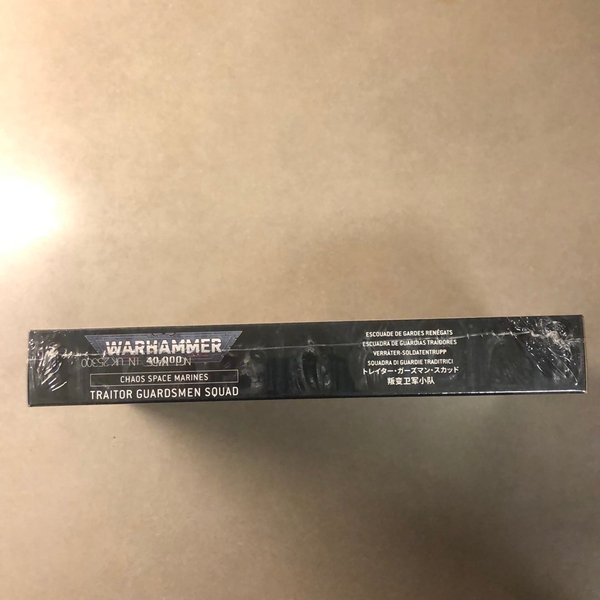 WARHAMMER
40,000
CHAOS SPACE MARINES
TRAITOR GUARDSMEN SQUAD
ESCOUADE DE GARDES RENÉGATS
ESCUADRA DE GUARDIAS TRAIDORES
VERRÄTER-SOLDATENTRUPP
SQUADRA DI GUARDIE TRADITRICI
トレイター・ガーズマン・スカッド
叛变卫军小队